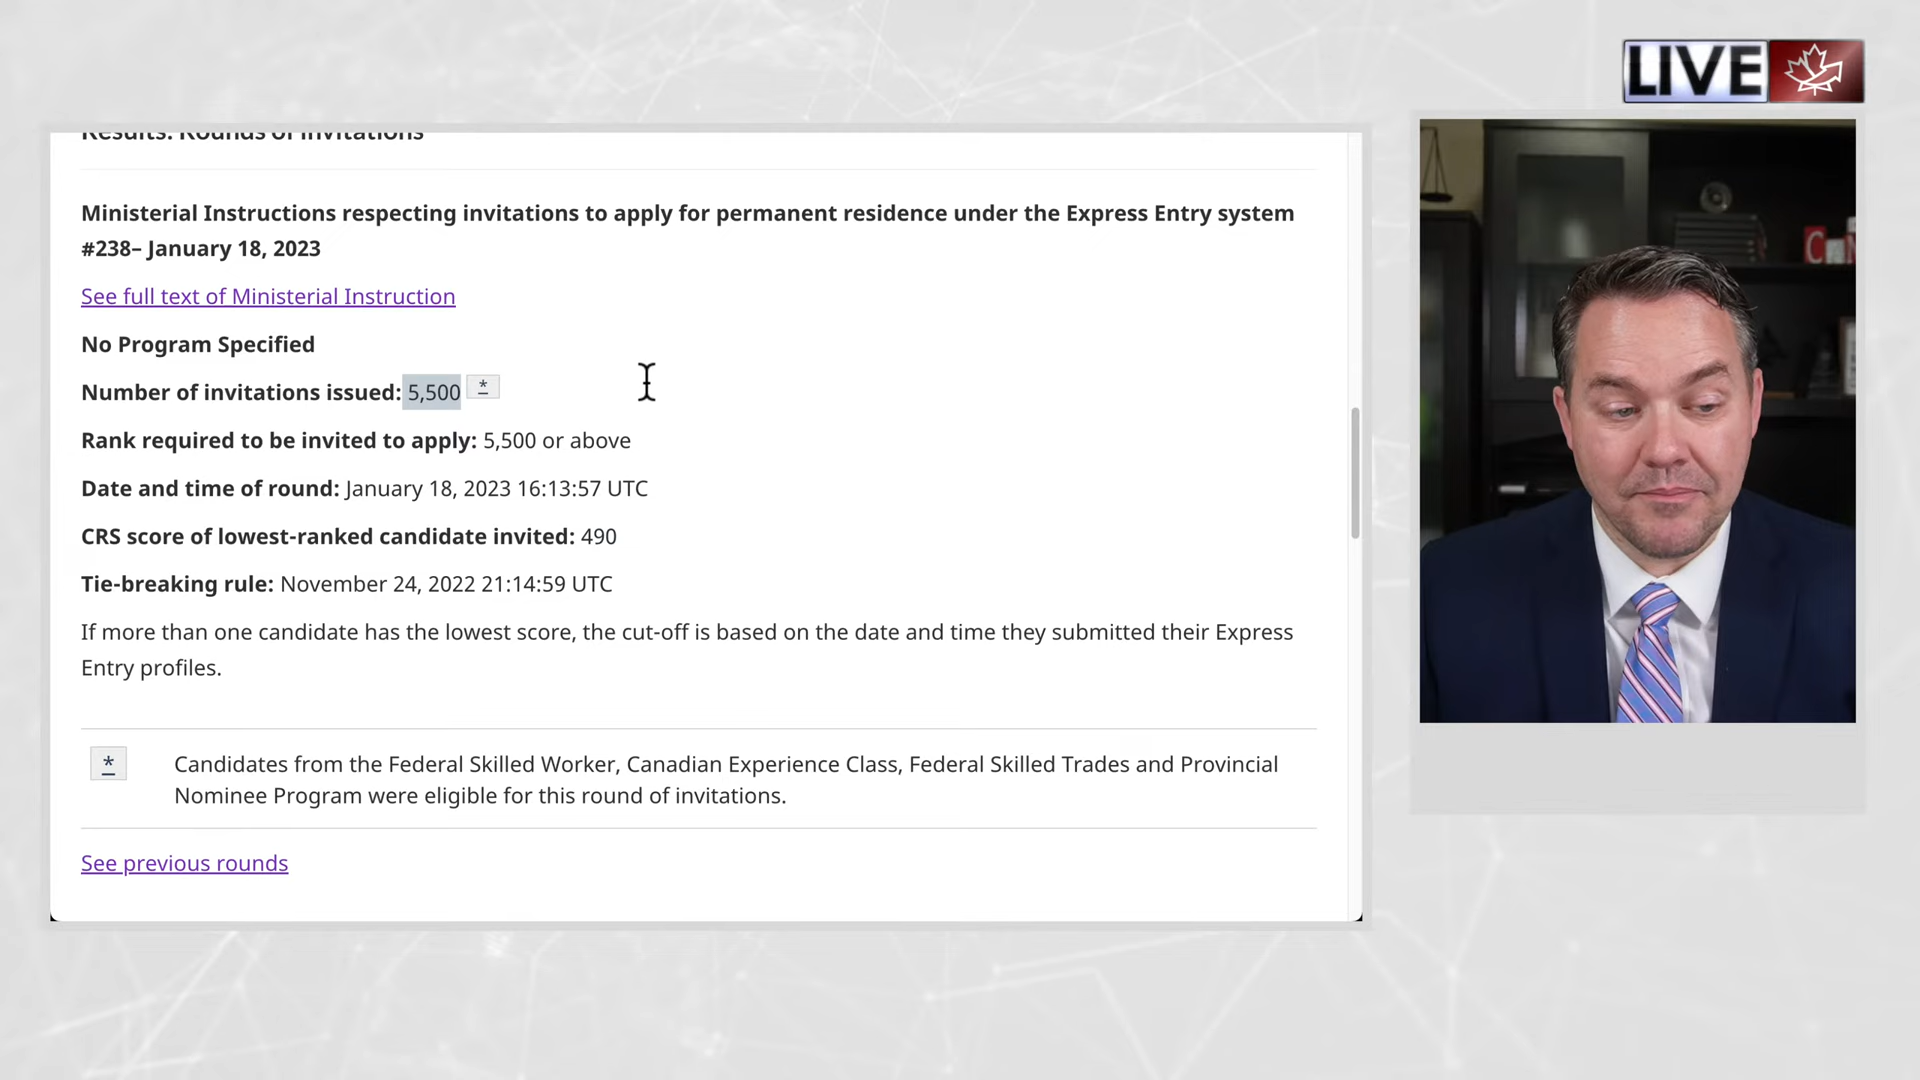 LIVE
Results: Rounds of Invitations
Ministerial Instructions respecting invitations to apply for permanent residence under the Express Entry system
#238– January 18, 2023
See full text of Ministerial Instruction
No Program Specified
Number of invitations issued: 5,500 *
Rank required to be invited to apply: 5,500 or above
Date and time of round: January 18, 2023 16:13:57 UTC
CRS score of lowest-ranked candidate invited: 490
Tie-breaking rule: November 24, 2022 21:14:59 UTC
If more than one candidate has the lowest score, the cut-off is based on the date and time they submitted their Express
Entry profiles.
* Candidates from the Federal Skilled Worker, Canadian Experience Class, Federal Skilled Trades and Provincial
Nominee Program were eligible for this round of invitations.
See previous rounds